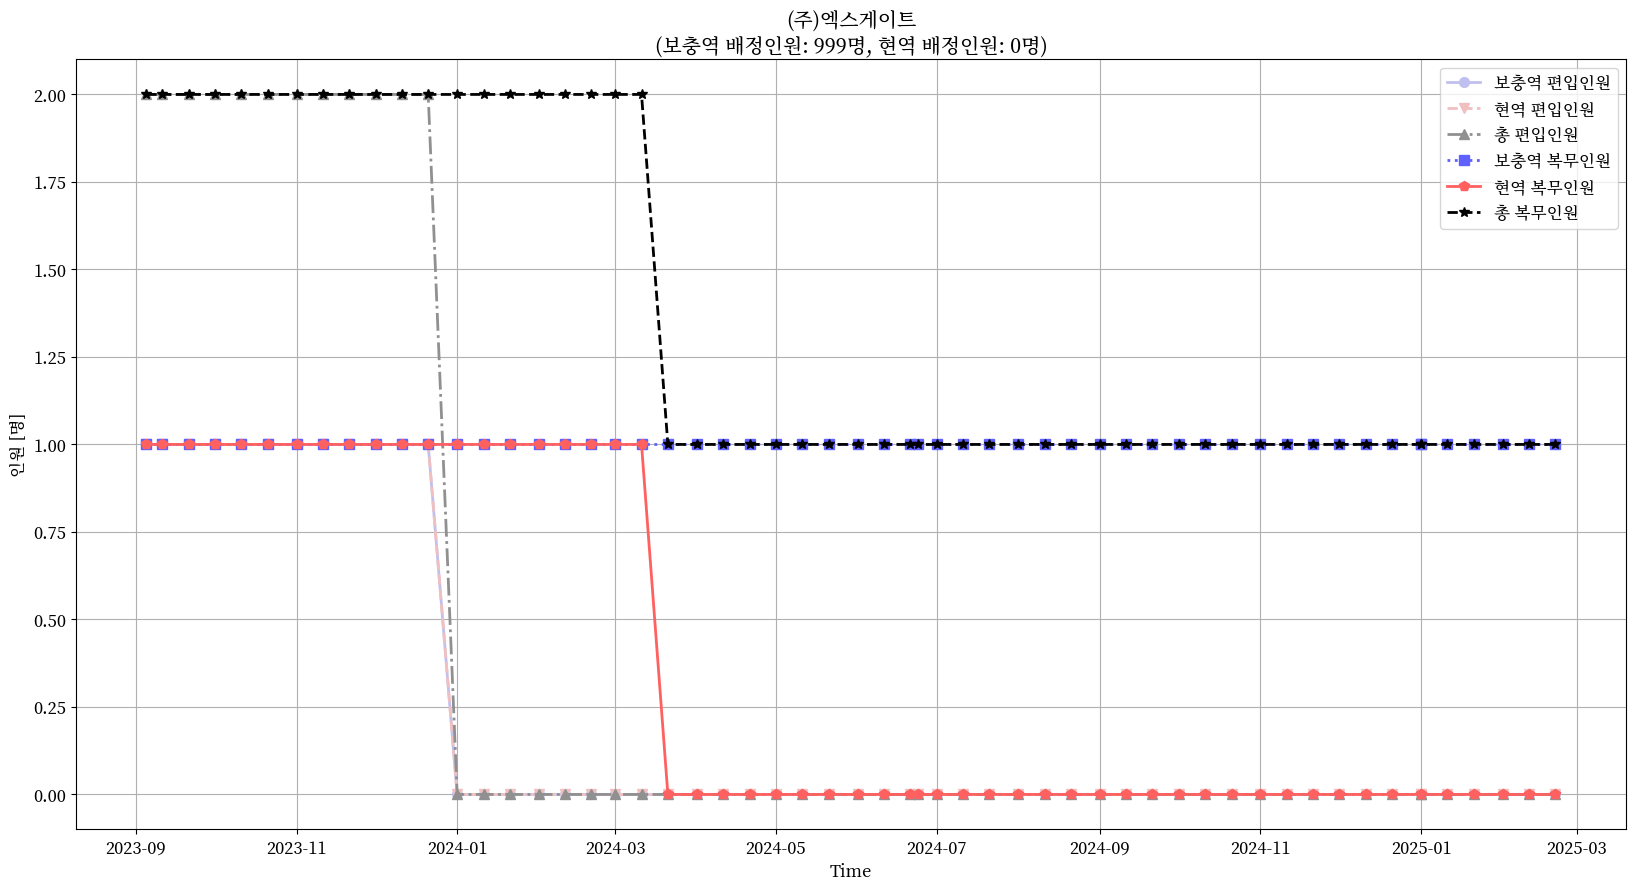 (주)엑스게이트
(보충역 배정인원: 999명, 현역 배정인원: 0명)
보충역 편입인원
현역 편입인원
총 편입인원
보충역 복무인원
현역 복무인원
총 복무인원
인원 [명]
2.00
1.75
1.50
1.25
1.00
0.75
0.50
0.25
0.00
2023-09 2023-11 2024-01 2024-03 2024-05 2024-07 2024-09 2024-11 2025-01 2025-03
Time